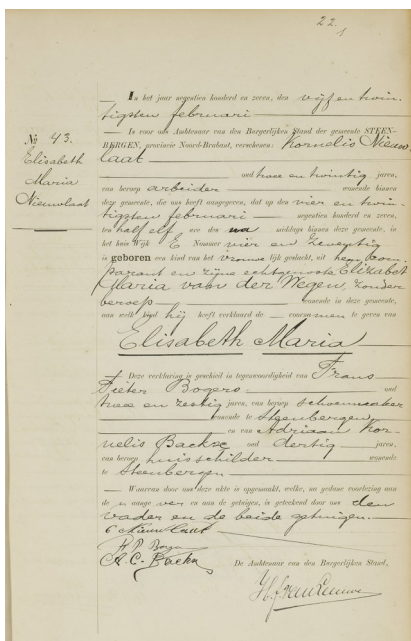 22.
No 43.
Elisabeth
Maria
Nieuwlaat
In het jaar negentien honderd en zeven, den vijf en twin-
tigsten februari
Is voor ons Ambtenaar van den Burgerlijken Stand der gemeente STEEN-
BERGEN, provincie Noord-Brabant, verschenen: Kornelis Nieuw
laat
oud twee en twintig jaren,
van beroep arbeider wonende binnen
deze gemeente, die ons heeft aangegeven, dat op den vier en twin-
tigsten februari negentien honderd en zeven,
ten half elf ure des na middags binnen deze gemeente, in
het huis Wijk E Nummer vier en zeventig
is geboren een kind van het vrouwelijk geslacht, uit hem com-
parant en zijne echtgenoote Elizabet
Maria van der Wegen, zonder
beroep wonende in deze gemeente,
aan welk kind hij heeft verklaard de voornamen te geven van
Elisabeth Maria
Deze verklaring is geschied in tegenwoordigheid van Frans
Pieter Bogers oud
twee en zestig jaren, van beroep schoenmaker
wonende te Steenbergen
en van Adriaan Kor-
nelis Backx oud dertig jaren,
van beroep huisschilder wonende
te Steenbergen
Waarvan door ons deze akte is opgemaakt, welke, na gedane voorlezing aan
de aangever en aan de getuigen, is geteekend door ons den
vader en de beide getuigen.
C Nieuwlaat
A. C. Backx
De Ambtenaar van den Burgerlijken Stand,